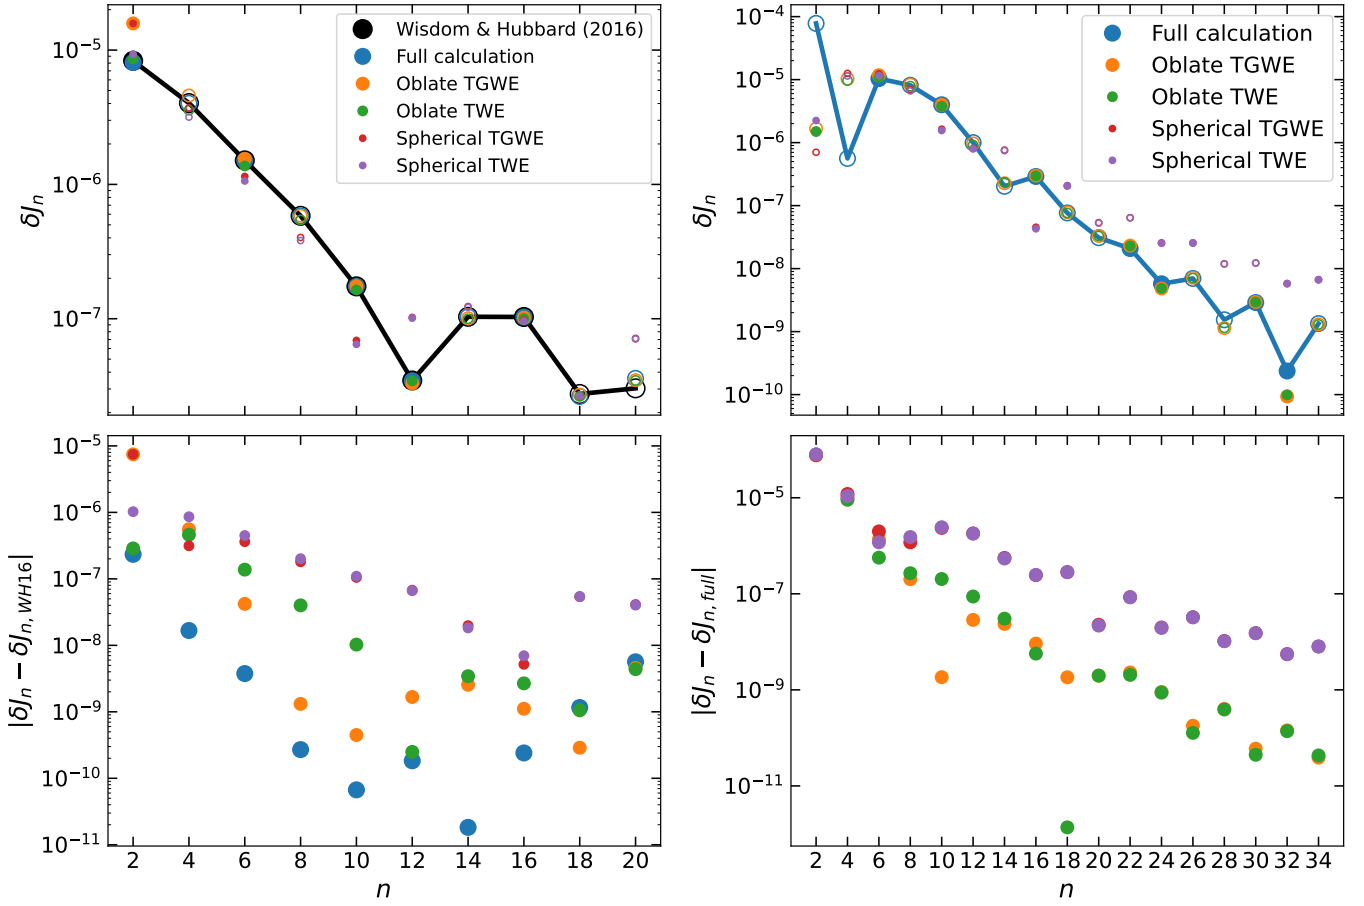 Wisdom & Hubbard (2016)
Full calculation
Oblate TGWE
Oblate TWE
Spherical TGWE
Spherical TWE
10⁻⁵
10⁻⁶
10⁻⁷
δJₙ
Full calculation
Oblate TGWE
Oblate TWE
Spherical TGWE
Spherical TWE
10⁻⁴
10⁻⁵
10⁻⁶
10⁻⁷
10⁻⁸
10⁻⁹
10⁻¹⁰
δJₙ
10⁻⁵
10⁻⁶
10⁻⁷
10⁻⁸
10⁻⁹
10⁻¹⁰
10⁻¹¹
|δJₙ − δJₙ, WH16|
2 4 6 8 10 12 14 16 18 20
n
10⁻⁵
10⁻⁷
10⁻⁹
10⁻¹¹
|δJₙ − δJₙ, full|
2 4 6 8 10 12 14 16 18 20 22 24 26 28 30 32 34
n